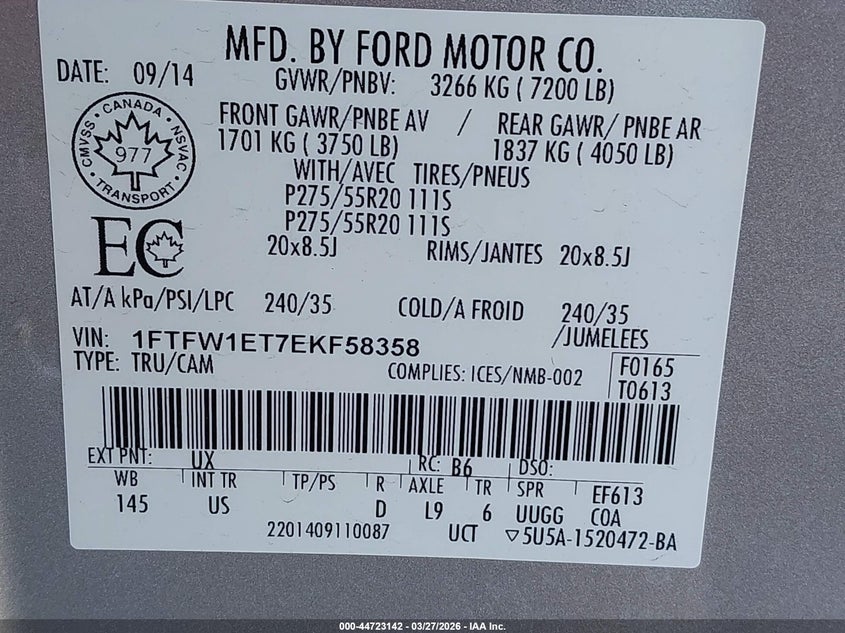 MFD. BY FORD MOTOR CO.
DATE: 09/14
GVWR/PNBV: 3266 KG ( 7200 LB)
FRONT GAWR/PNBE AV / REAR GAWR/ PNBE AR
1701 KG ( 3750 LB) 1837 KG ( 4050 LB)
WITH/AVEC TIRES/PNEUS
P275/55R20 111S
P275/55R20 111S
20x8.5J RIMS/JANTES 20x8.5J
CANADA
CMVSS NSVAC
977
TRANSPORT
EC
AT/A kPa/PSI/LPC 240/35 COLD/A FROID 240/35
/JUMELEES
VIN: 1FTFW1ET7EKF58358
TYPE: TRU/CAM
COMPLIES: ICES/NMB-002
F0165
T0613
EXT PNT: UX RC: B6 DSO:
WB INT TR TP/PS R AXLE TR SPR EF613
145 US D L9 6 UUGG COA
2201409110087 UCT ▽5U5A-1520472-BA
000-44723142 - 03/27/2026 - IAA Inc.